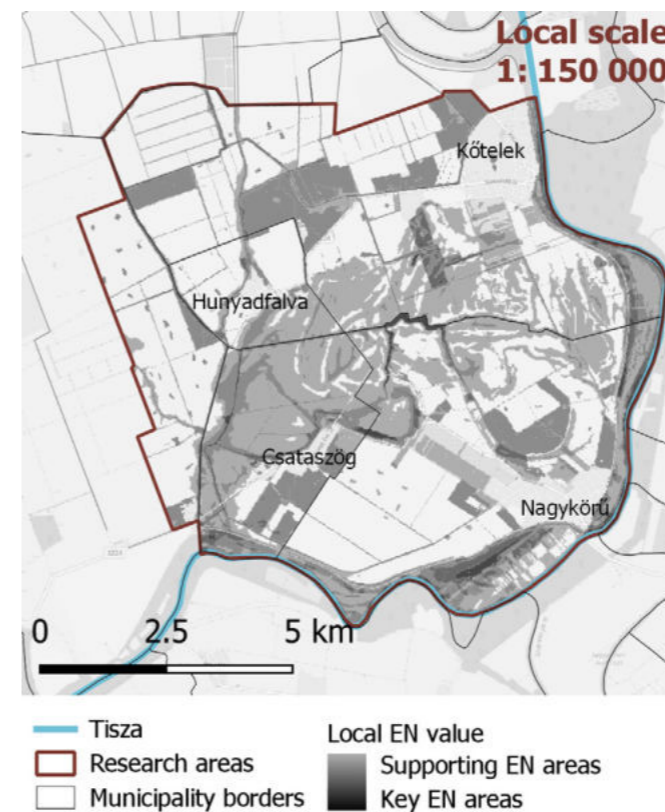 Local scale
1: 150 000
Kőtelek
Hunyadfalva
Csataszög
Nagykörű
0 2.5 5 km
Tisza
Research areas
Municipality borders
Local EN value
Supporting EN areas
Key EN areas